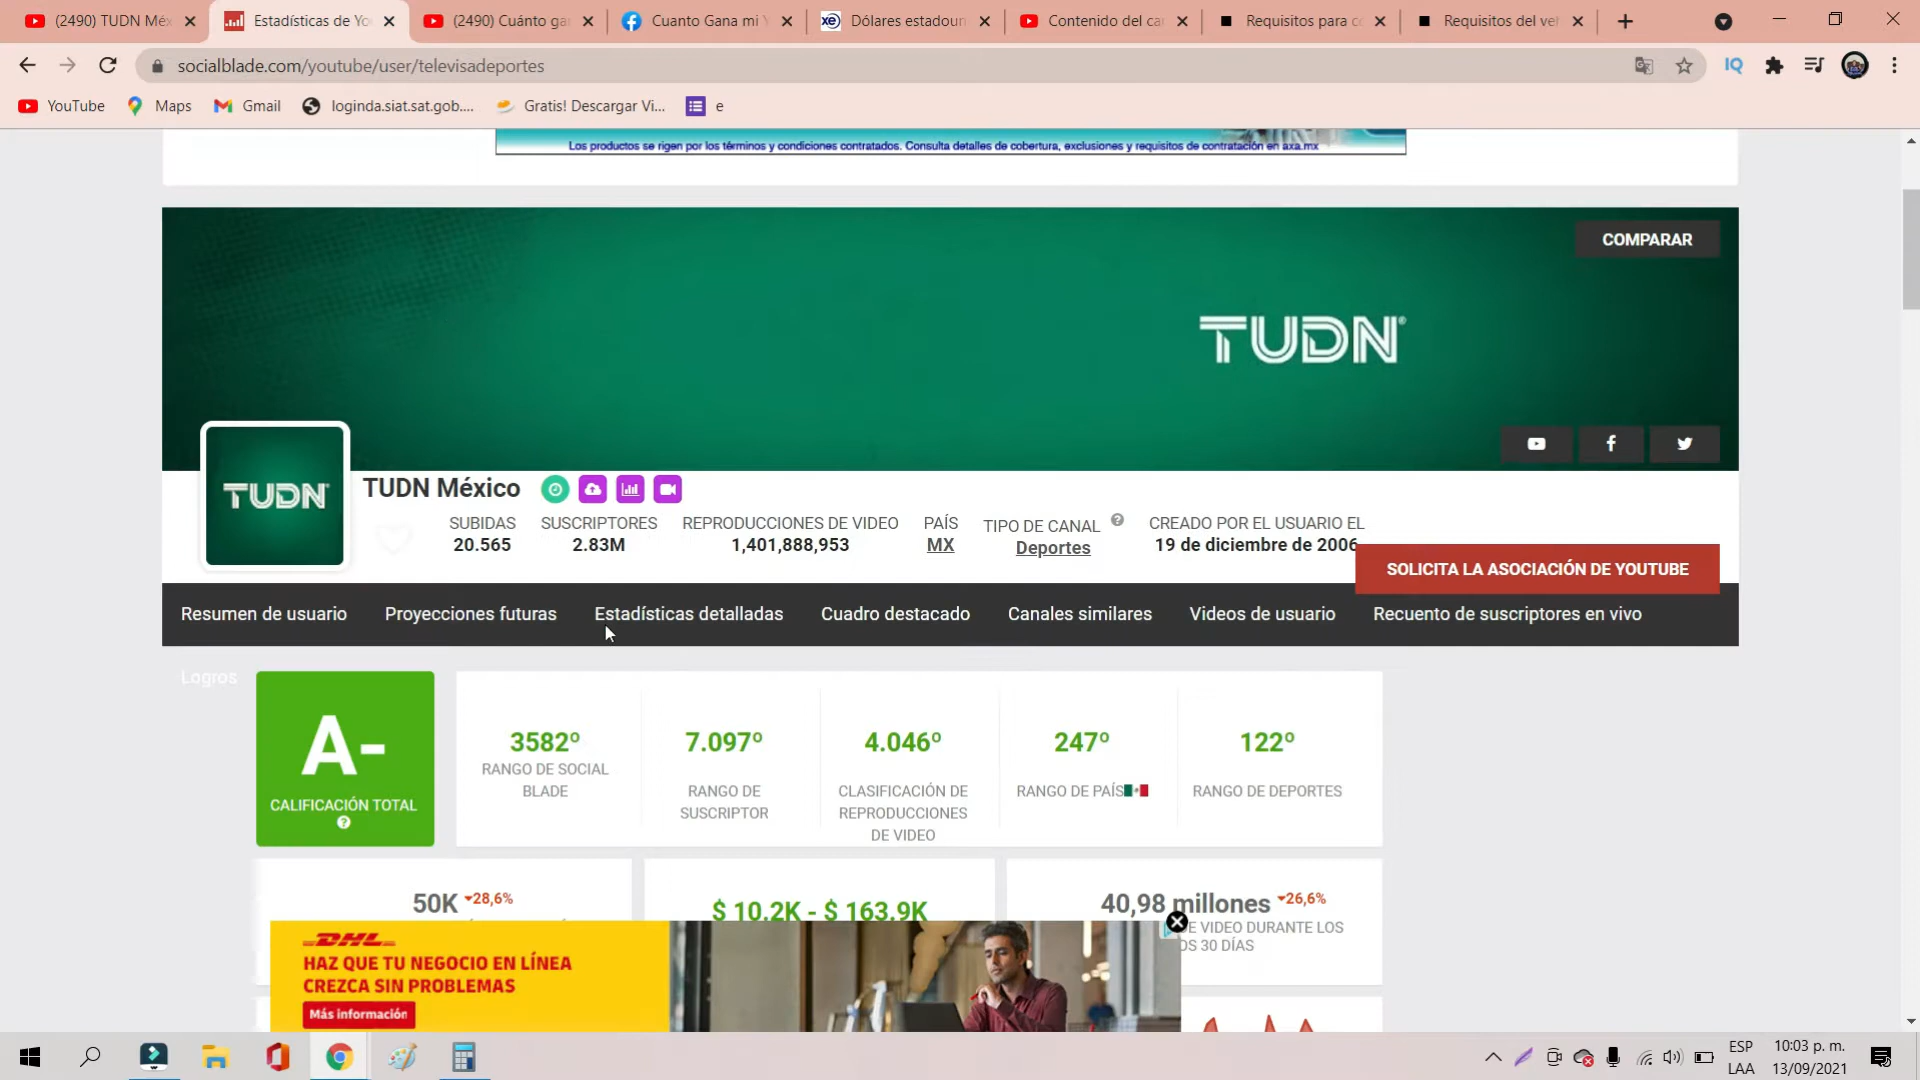 (2490) TUDN Méx
Estadísticas de Yo
(2490) Cuánto ga
Cuanto Gana mi Y
Dólares estadoun
Contenido del ca
Requisitos para co
Requisitos del ve
socialblade.com/youtube/user/televisadeportes
IQ
YouTube
Maps
Gmail
loginda.siat.sat.gob....
Gratis! Descargar Vi...
e
Los productos se rigen por los términos y condiciones contratados. Consulta detalles de cobertura, exclusiones y requisitos de contratación en axa.mx
COMPARAR
TUDN
TUDN
TUDN México
SUBIDAS
20.565
SUSCRIPTORES
2.83M
REPRODUCCIONES DE VIDEO
1,401,888,953
PAÍS
MX
TIPO DE CANAL
Deportes
CREADO POR EL USUARIO EL
19 de diciembre de 2006
SOLICITA LA ASOCIACIÓN DE YOUTUBE
Resumen de usuario
Proyecciones futuras
Estadísticas detalladas
Cuadro destacado
Canales similares
Videos de usuario
Recuento de suscriptores en vivo
Logros
A-
CALIFICACIÓN TOTAL
3582º
RANGO DE SOCIAL
BLADE
7.097º
RANGO DE
SUSCRIPTOR
4.046º
CLASIFICACIÓN DE
REPRODUCCIONES
DE VIDEO
247º
RANGO DE PAÍS
122º
RANGO DE DEPORTES
50K 28,6%
$ 10.2K - $ 163.9K
40,98 millones 26,6%
DE VIDEO DURANTE LOS
OS 30 DÍAS
DHL
HAZ QUE TU NEGOCIO EN LÍNEA
CREZCA SIN PROBLEMAS
Más información
ESP
LAA
10:03 p. m.
13/09/2021